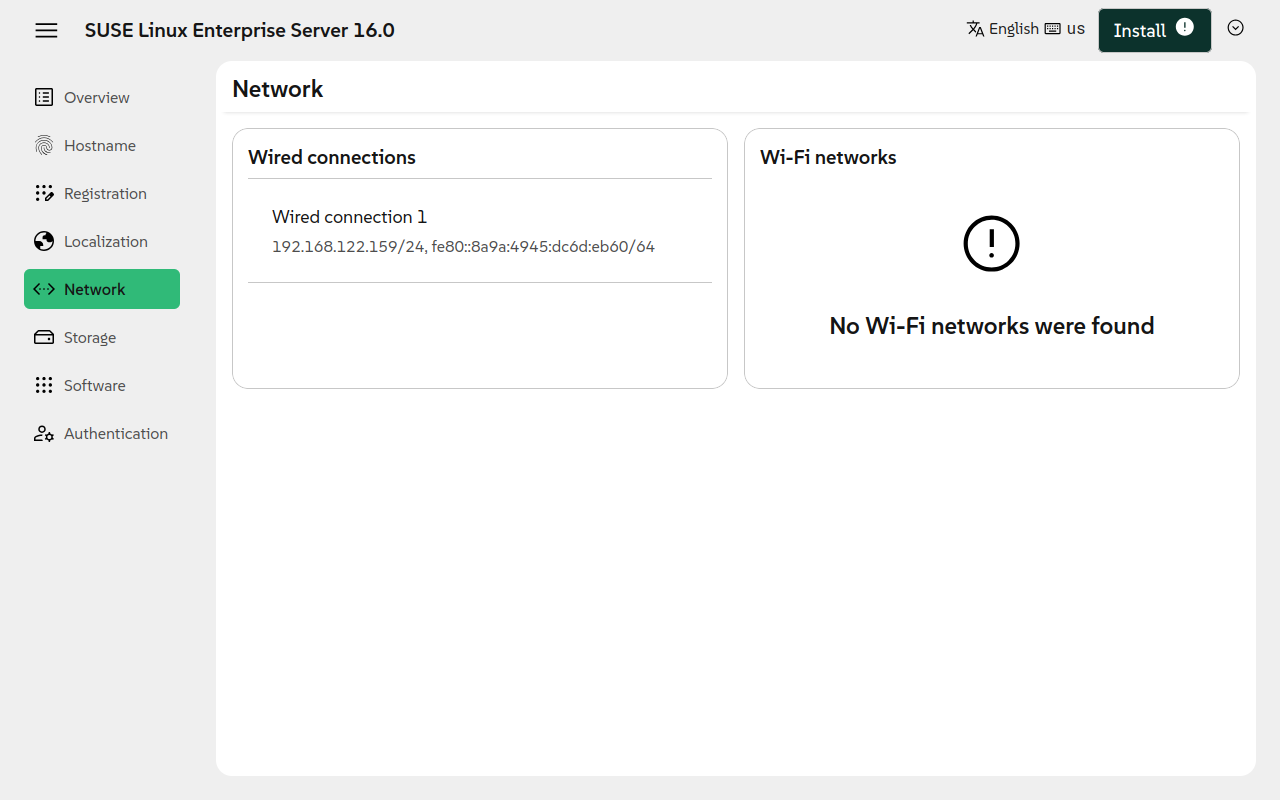 SUSE Linux Enterprise Server 16.0
English us
Install
Overview
Hostname
Registration
Localization
Network
Storage
Software
Authentication
Network
Wired connections
Wired connection 1
192.168.122.159/24, fe80::8a9a:4945:dc6d:eb60/64
Wi-Fi networks
No Wi-Fi networks were found